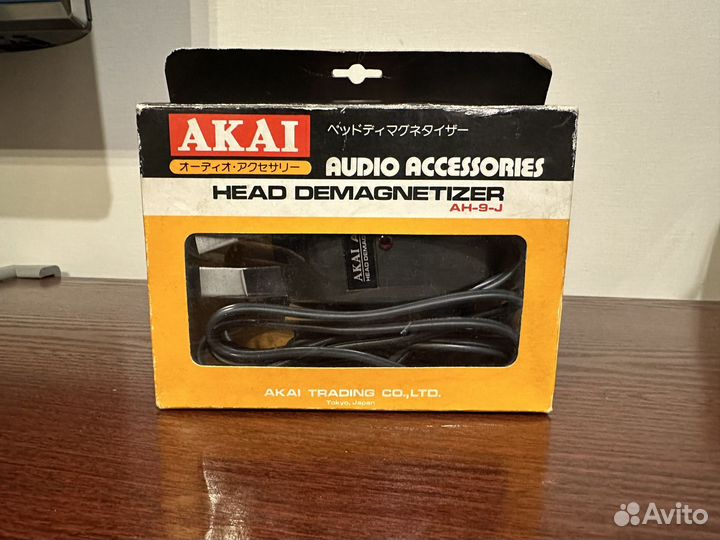 AKAI
ヘッドディマグネタイザー
オーディオ・アクセサリー
AUDIO ACCESSORIES
HEAD DEMAGNETIZER
AH-9-J
AKAI
HEAD DEMAG
AKAI TRADING CO.,LTD.
Tokyo, Japan
Avito